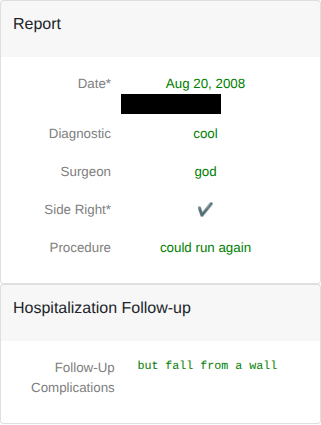 Report
Date* Aug 20, 2008
Diagnostic cool
Surgeon god
Side Right* ✔
Procedure could run again
Hospitalization Follow-up
Follow-Up but fall from a wall
Complications